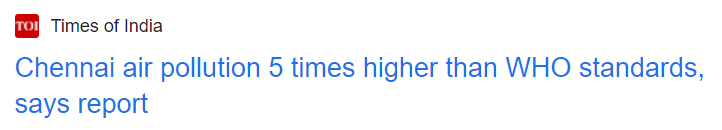 TOI Times of India
Chennai air pollution 5 times higher than WHO standards,
says report